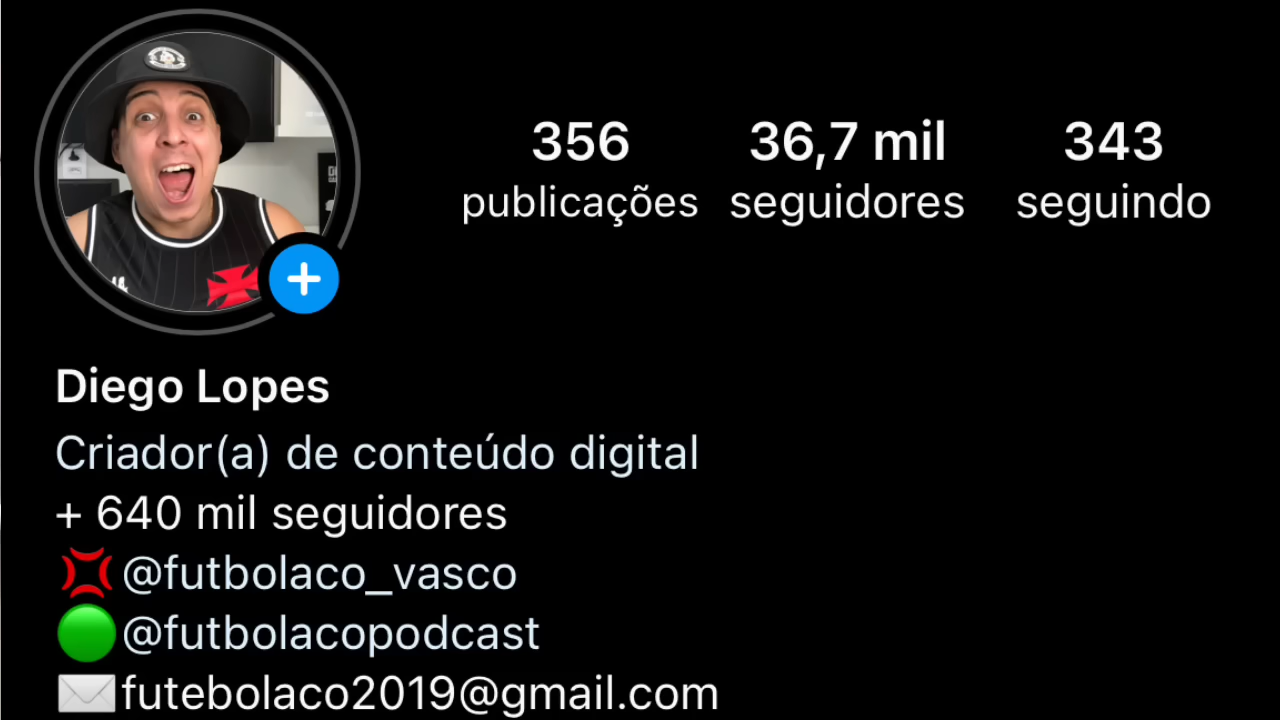 356 36,7 mil 343
publicações seguidores seguindo
Diego Lopes
Criador(a) de conteúdo digital
+ 640 mil seguidores
@futbolaco_vasco
@futbolacopodcast
futebolaco2019@gmail.com